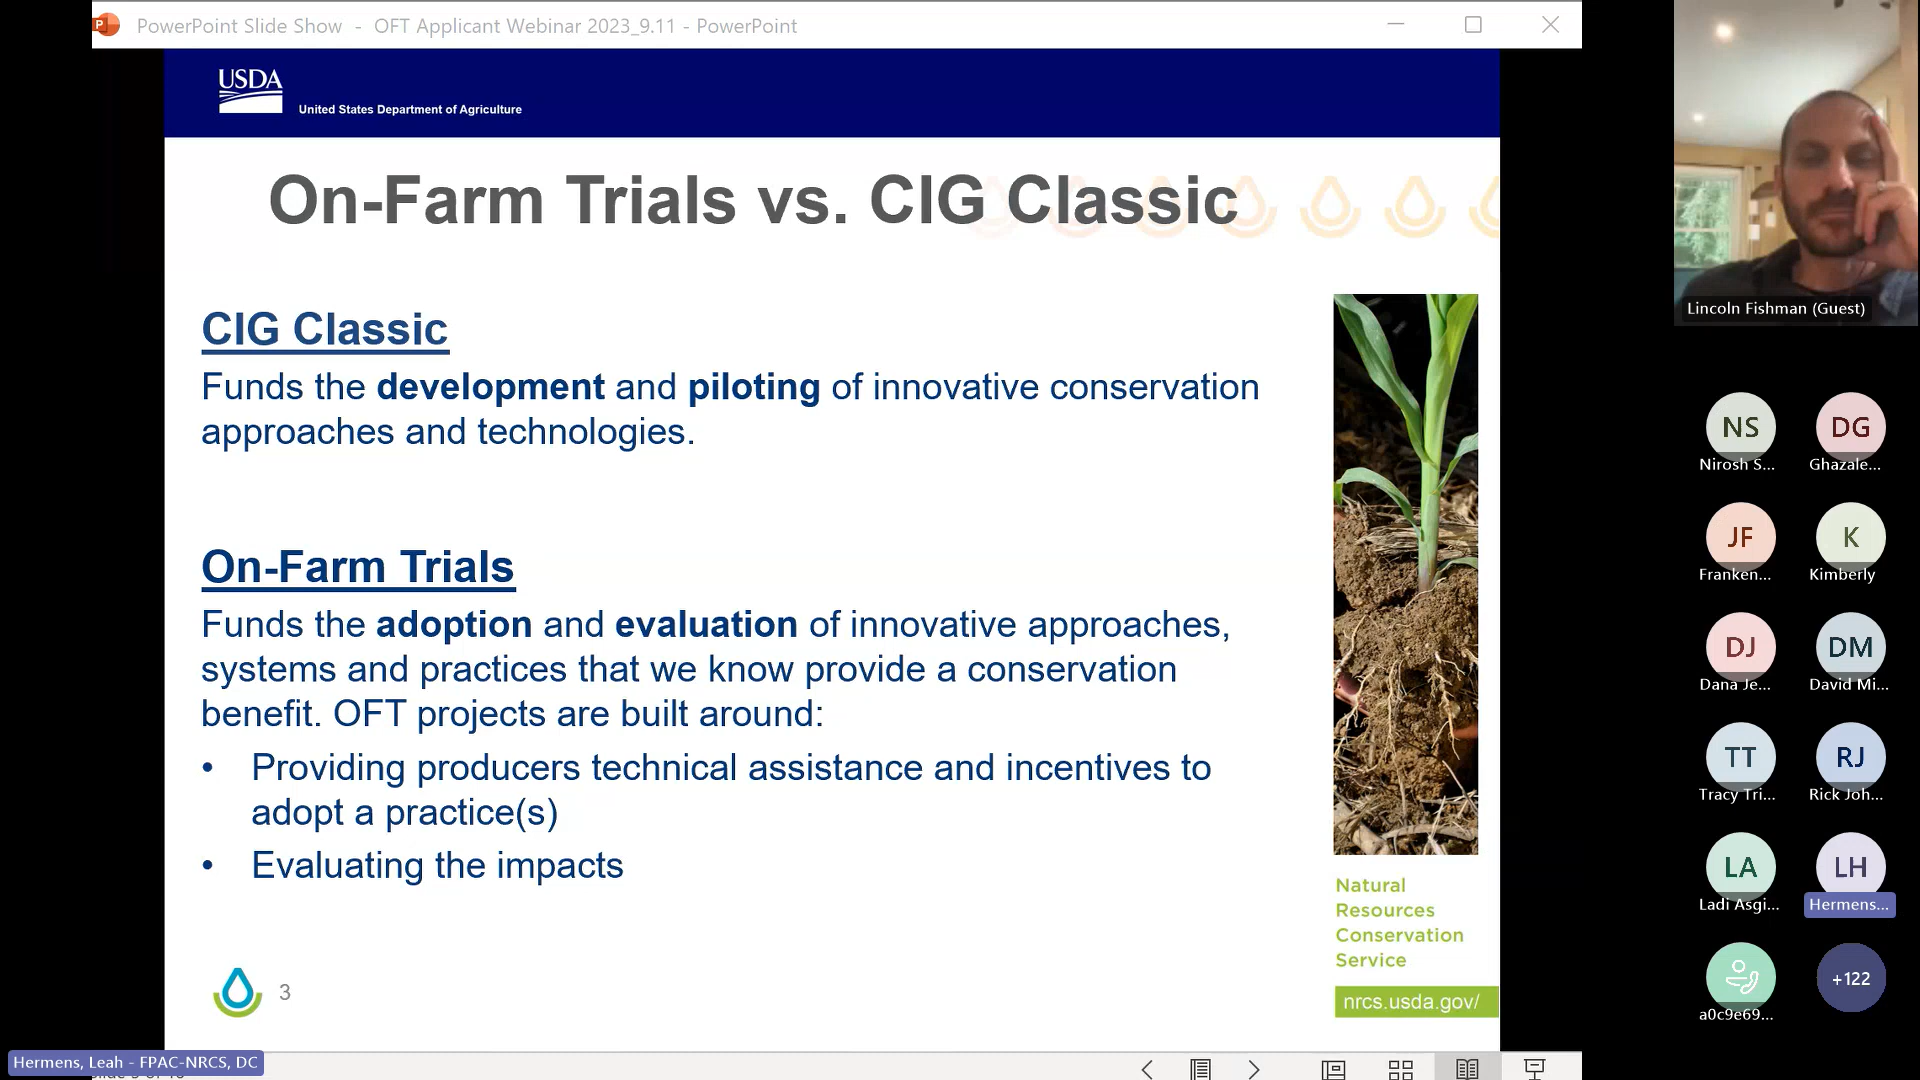 PowerPoint Slide Show - OFT Applicant Webinar 2023_9.11 - PowerPoint
USDA
United States Department of Agriculture
On-Farm Trials vs. CIG Classic
CIG Classic
Funds the development and piloting of innovative conservation
approaches and technologies.
On-Farm Trials
Funds the adoption and evaluation of innovative approaches,
systems and practices that we know provide a conservation
benefit. OFT projects are built around:
• Providing producers technical assistance and incentives to
adopt a practice(s)
• Evaluating the impacts
3
Natural
Resources
Conservation
Service
nrcs.usda.gov/
Hermens, Leah - FPAC-NRCS, DC
Lincoln Fishman (Guest)
NS
Nirosh S...
DG
Ghazale...
JF
Franken...
K
Kimberly
DJ
Dana Je...
DM
David Mi...
TT
Tracy Tri...
RJ
Rick Joh...
LA
Ladi Asgi...
LH
Hermens...
a0c9e69...
+122